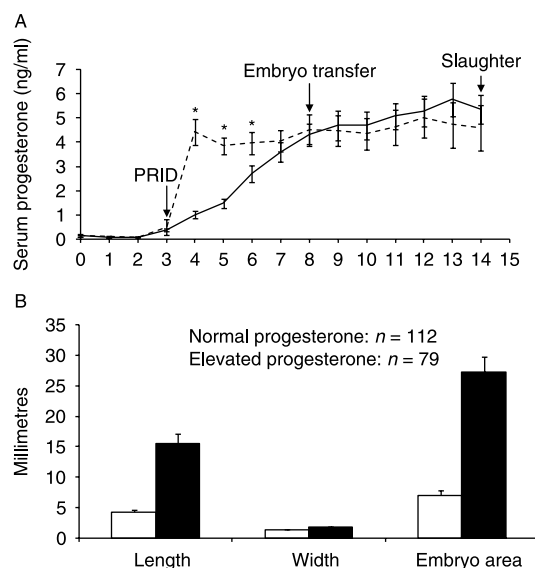 A
Serum progesterone (ng/ml)
7
6
5
4
3
2
1
0
PRID
*
*
*
Embryo transfer
Slaughter
0 1 2 3 4 5 6 7 8 9 10 11 12 13 14 15
B
Millimetres
35
30
25
20
15
10
5
0
Normal progesterone: n = 112
Elevated progesterone: n = 79
Length Width Embryo area